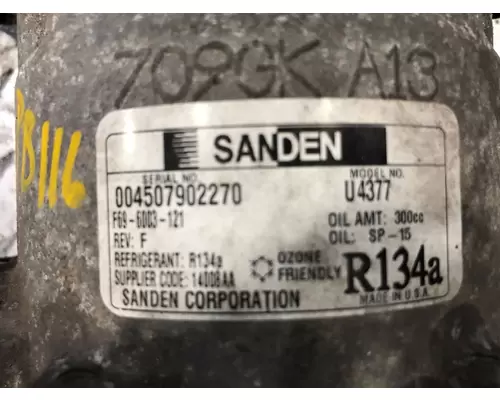 709GK A13
PB116
SANDEN
SERIAL NO. MODEL NO.
004507902270 U4377
F69-6003-121 OIL AMT: 300cc
REV: F OIL: SP-15
REFRIGERANT: R134a OZONE
SUPPLIER CODE: 14008AA FRIENDLY R134a
SANDEN CORPORATION MADE IN U.S.A.